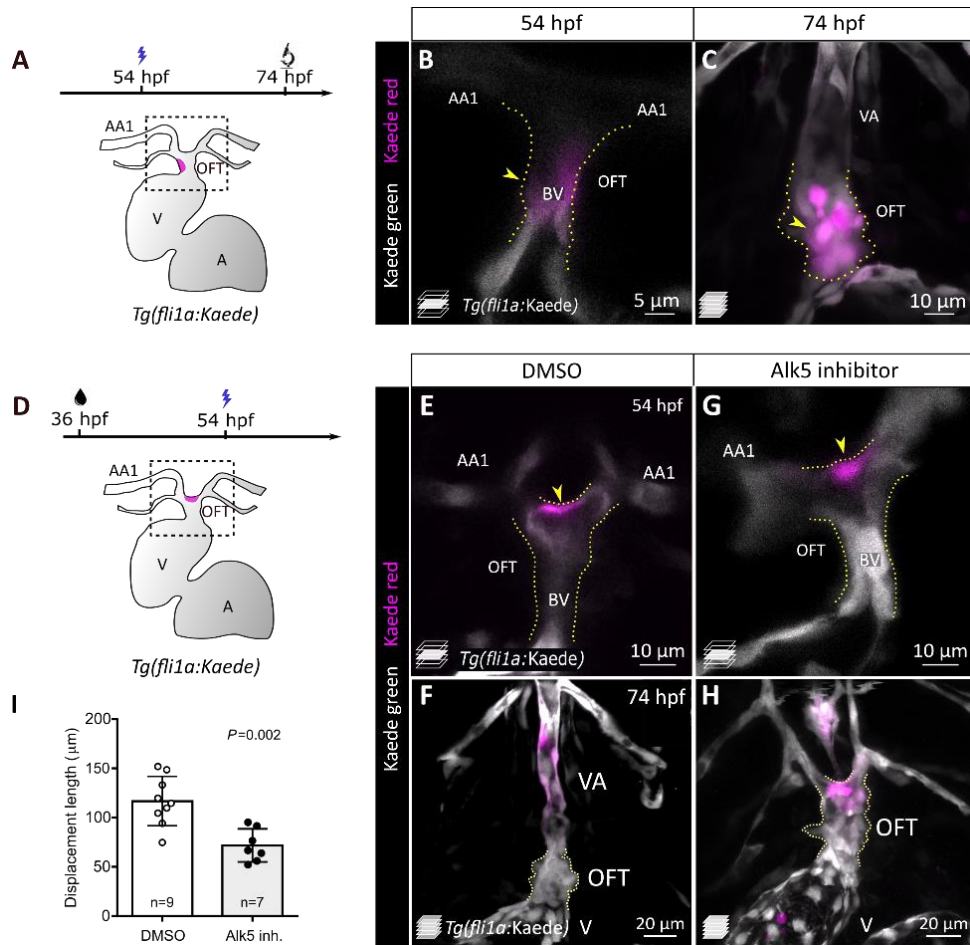 54 hpf
74 hpf
A
54 hpf
74 hpf
AA1
OFT
V
A
Tg(fli1a:Kaede)
Kaede green
Kaede red
B
AA1
AA1
BV
OFT
Tg(fli1a:Kaede)
5 µm
C
VA
OFT
10 µm
D
36 hpf
54 hpf
AA1
OFT
V
A
Tg(fli1a:Kaede)
DMSO
Alk5 inhibitor
Kaede green
Kaede red
E
54 hpf
AA1
AA1
OFT
BV
Tg(fli1a:Kaede)
10 µm
G
AA1
OFT
BV
10 µm
F
74 hpf
VA
OFT
V
Tg(fli1a:Kaede)
20 µm
H
OFT
V
20 µm
I
Displacement length (µm)
200
150
100
50
0
P=0.002
n=9
n=7
DMSO
Alk5 inh.